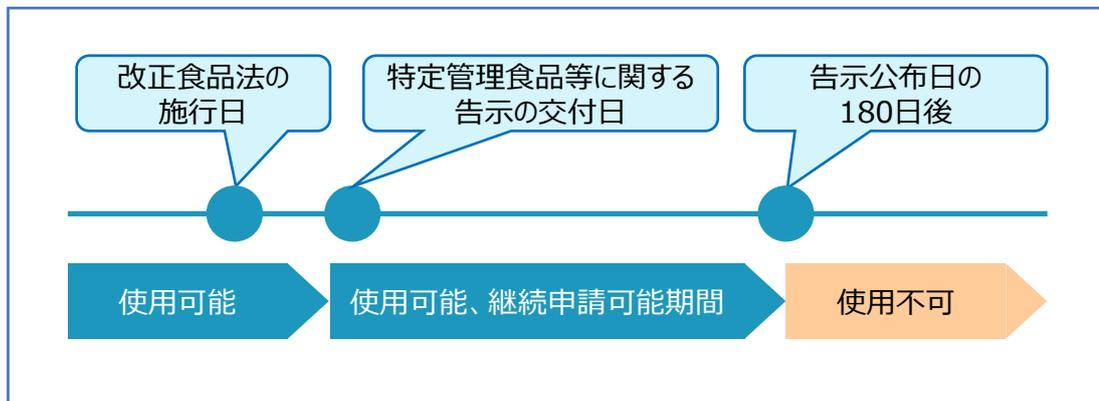 改正食品法の
施行日
特定管理食品等に関する
告示の交付日
告示公布日の
180日後
使用可能
使用可能、継続申請可能期間
使用不可